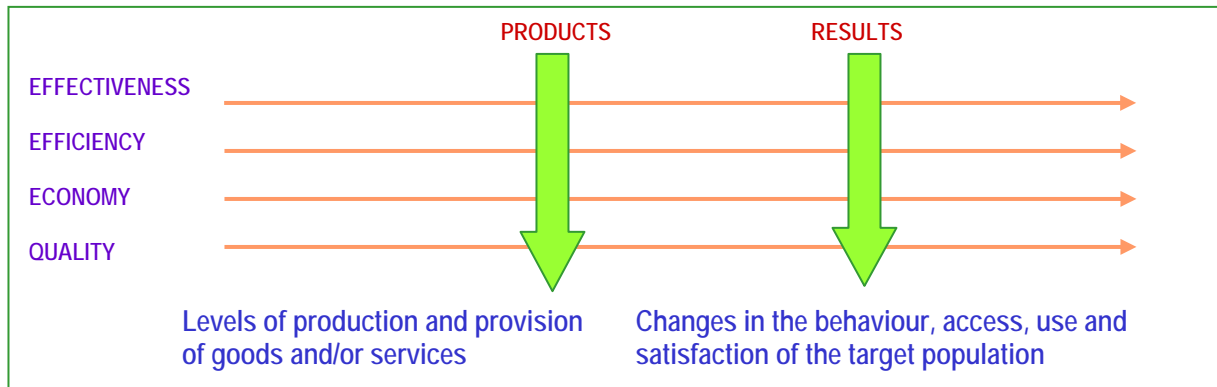 PRODUCTS
RESULTS
EFFECTIVENESS
EFFICIENCY
ECONOMY
QUALITY
Levels of production and provision
of goods and/or services
Changes in the behaviour, access, use and
satisfaction of the target population